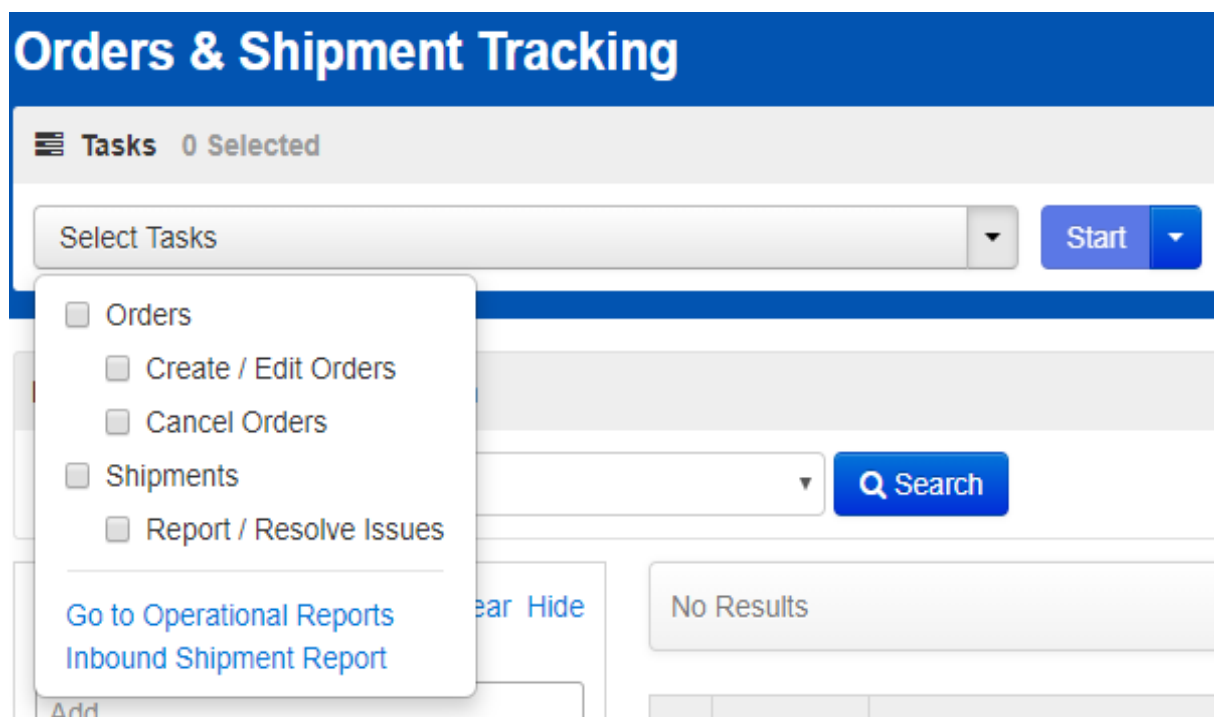 Orders & Shipment Tracking
Tasks 0 Selected
Select Tasks
Start
Orders
Create / Edit Orders
Cancel Orders
Shipments
Report / Resolve Issues
Go to Operational Reports
Inbound Shipment Report
Search
Hide
No Results
Add